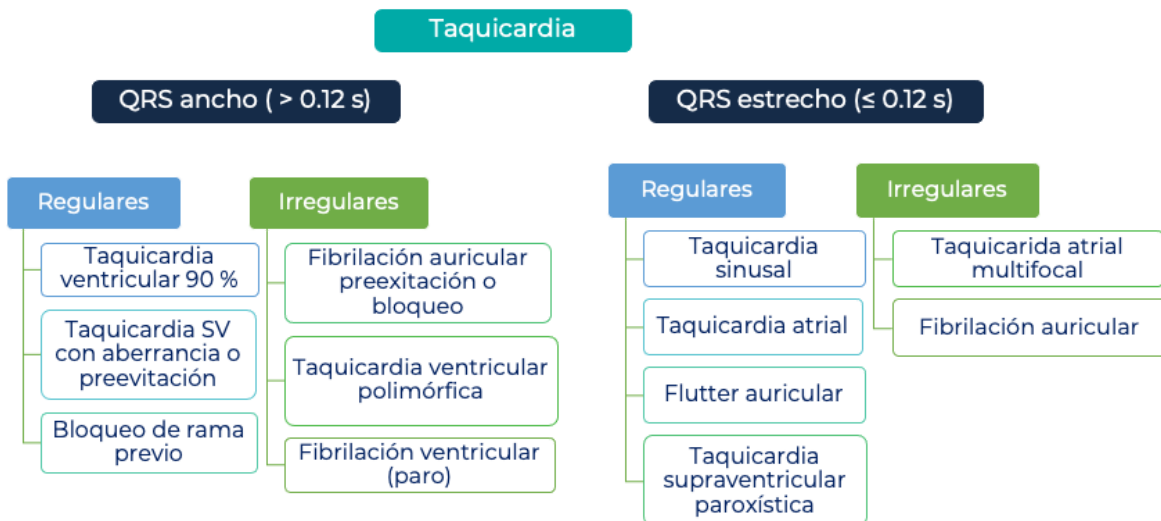 Taquicardia
QRS ancho ( > 0.12 s)
Regulares
Taquicardia
ventricular 90 %
Taquicardia SV
con aberrancia o
preevitación
Bloqueo de rama
previo
Irregulares
Fibrilación auricular
preexitación o
bloqueo
Taquicardia ventricular
polimórfica
Fibrilación ventricular
(paro)
QRS estrecho (≤ 0.12 s)
Regulares
Taquicardia
sinusal
Taquicardia atrial
Flutter auricular
Taquicardia
supraventricular
paroxística
Irregulares
Taquicarida atrial
multifocal
Fibrilación auricular